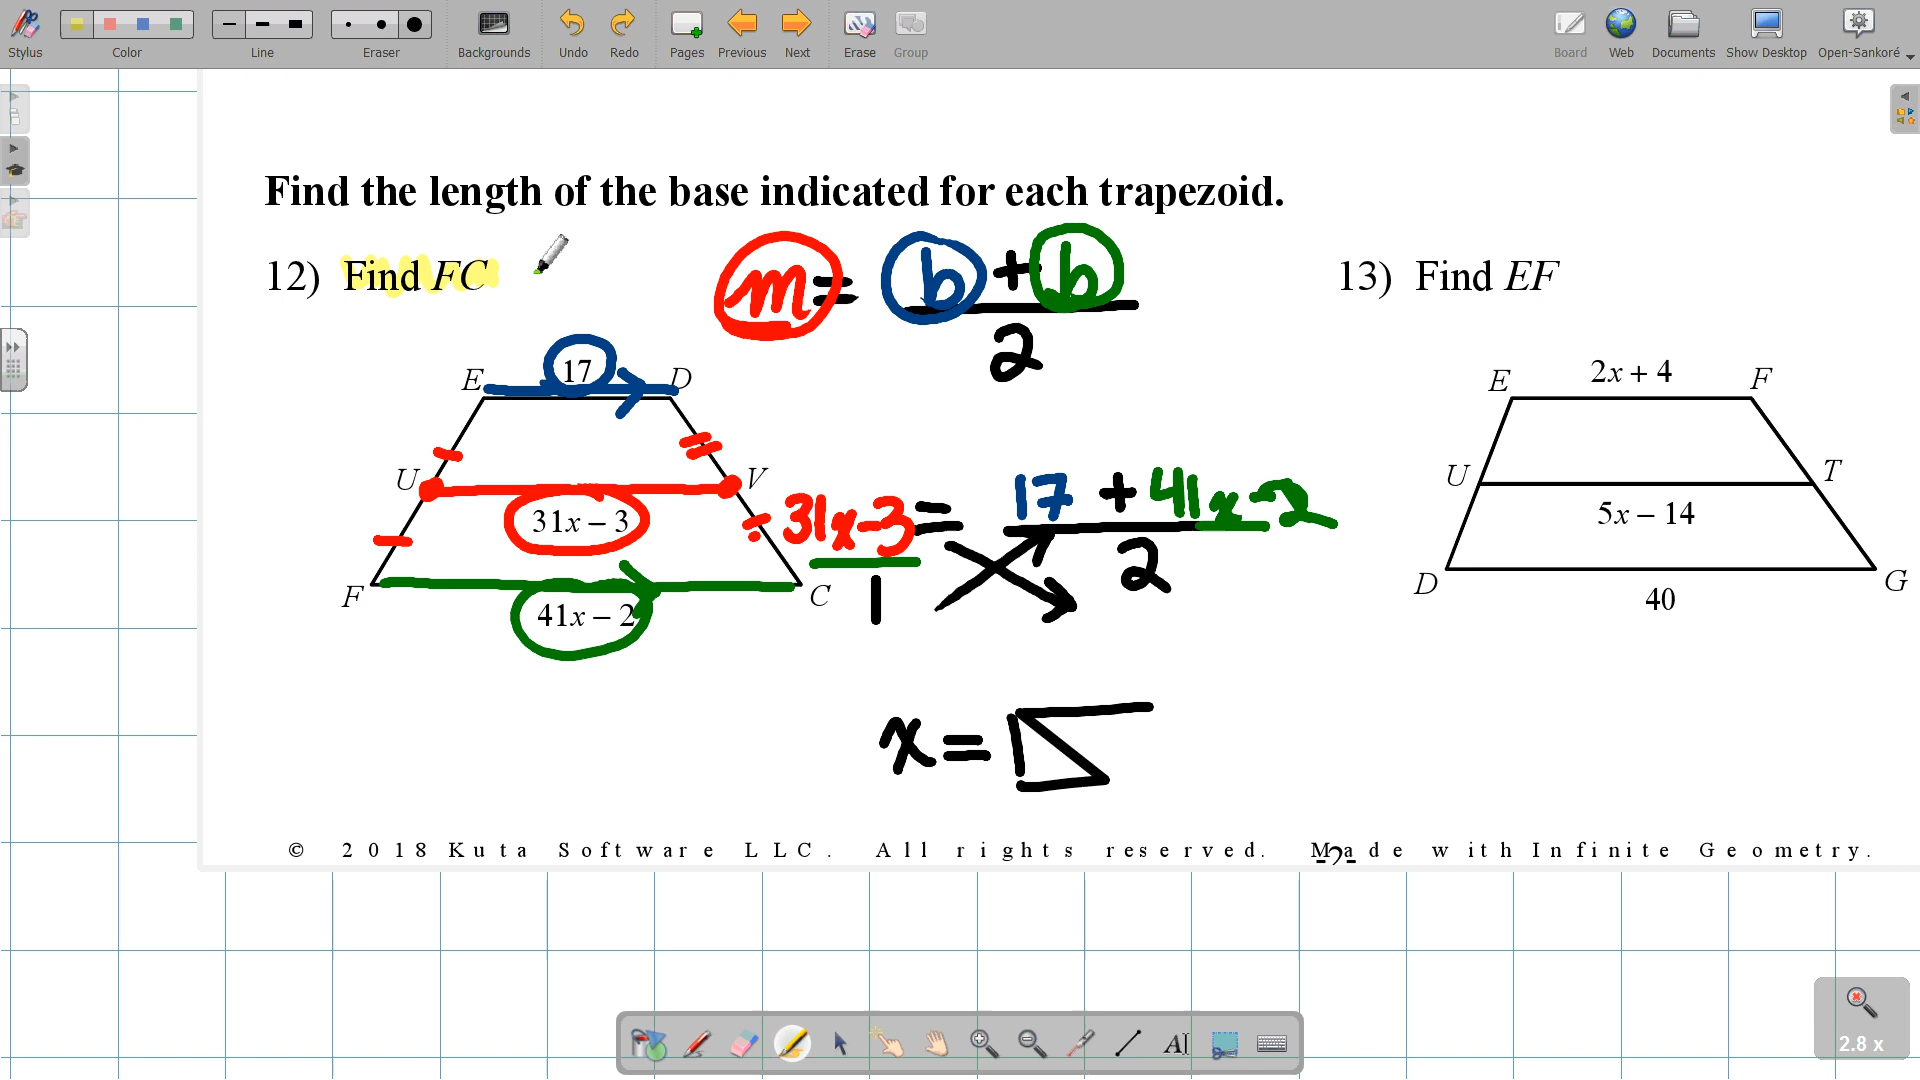 Stylus Color Line Eraser Backgrounds Undo Redo Pages Previous Next Erase Group Board Web Documents Show Desktop Open-Sankoré
Find the length of the base indicated for each trapezoid.
12) Find FC
m = b + b
2
13) Find EF
17
E D
U V
31x – 3
F C
41x – 2
31x-3 = 17 + 41x-2
1 2
x =
2x + 4
E F
U T
5x – 14
D G
40
© 2018 Kuta Software LLC. All rights reserved. Made with Infinite Geometry.
-2-
2.8 x